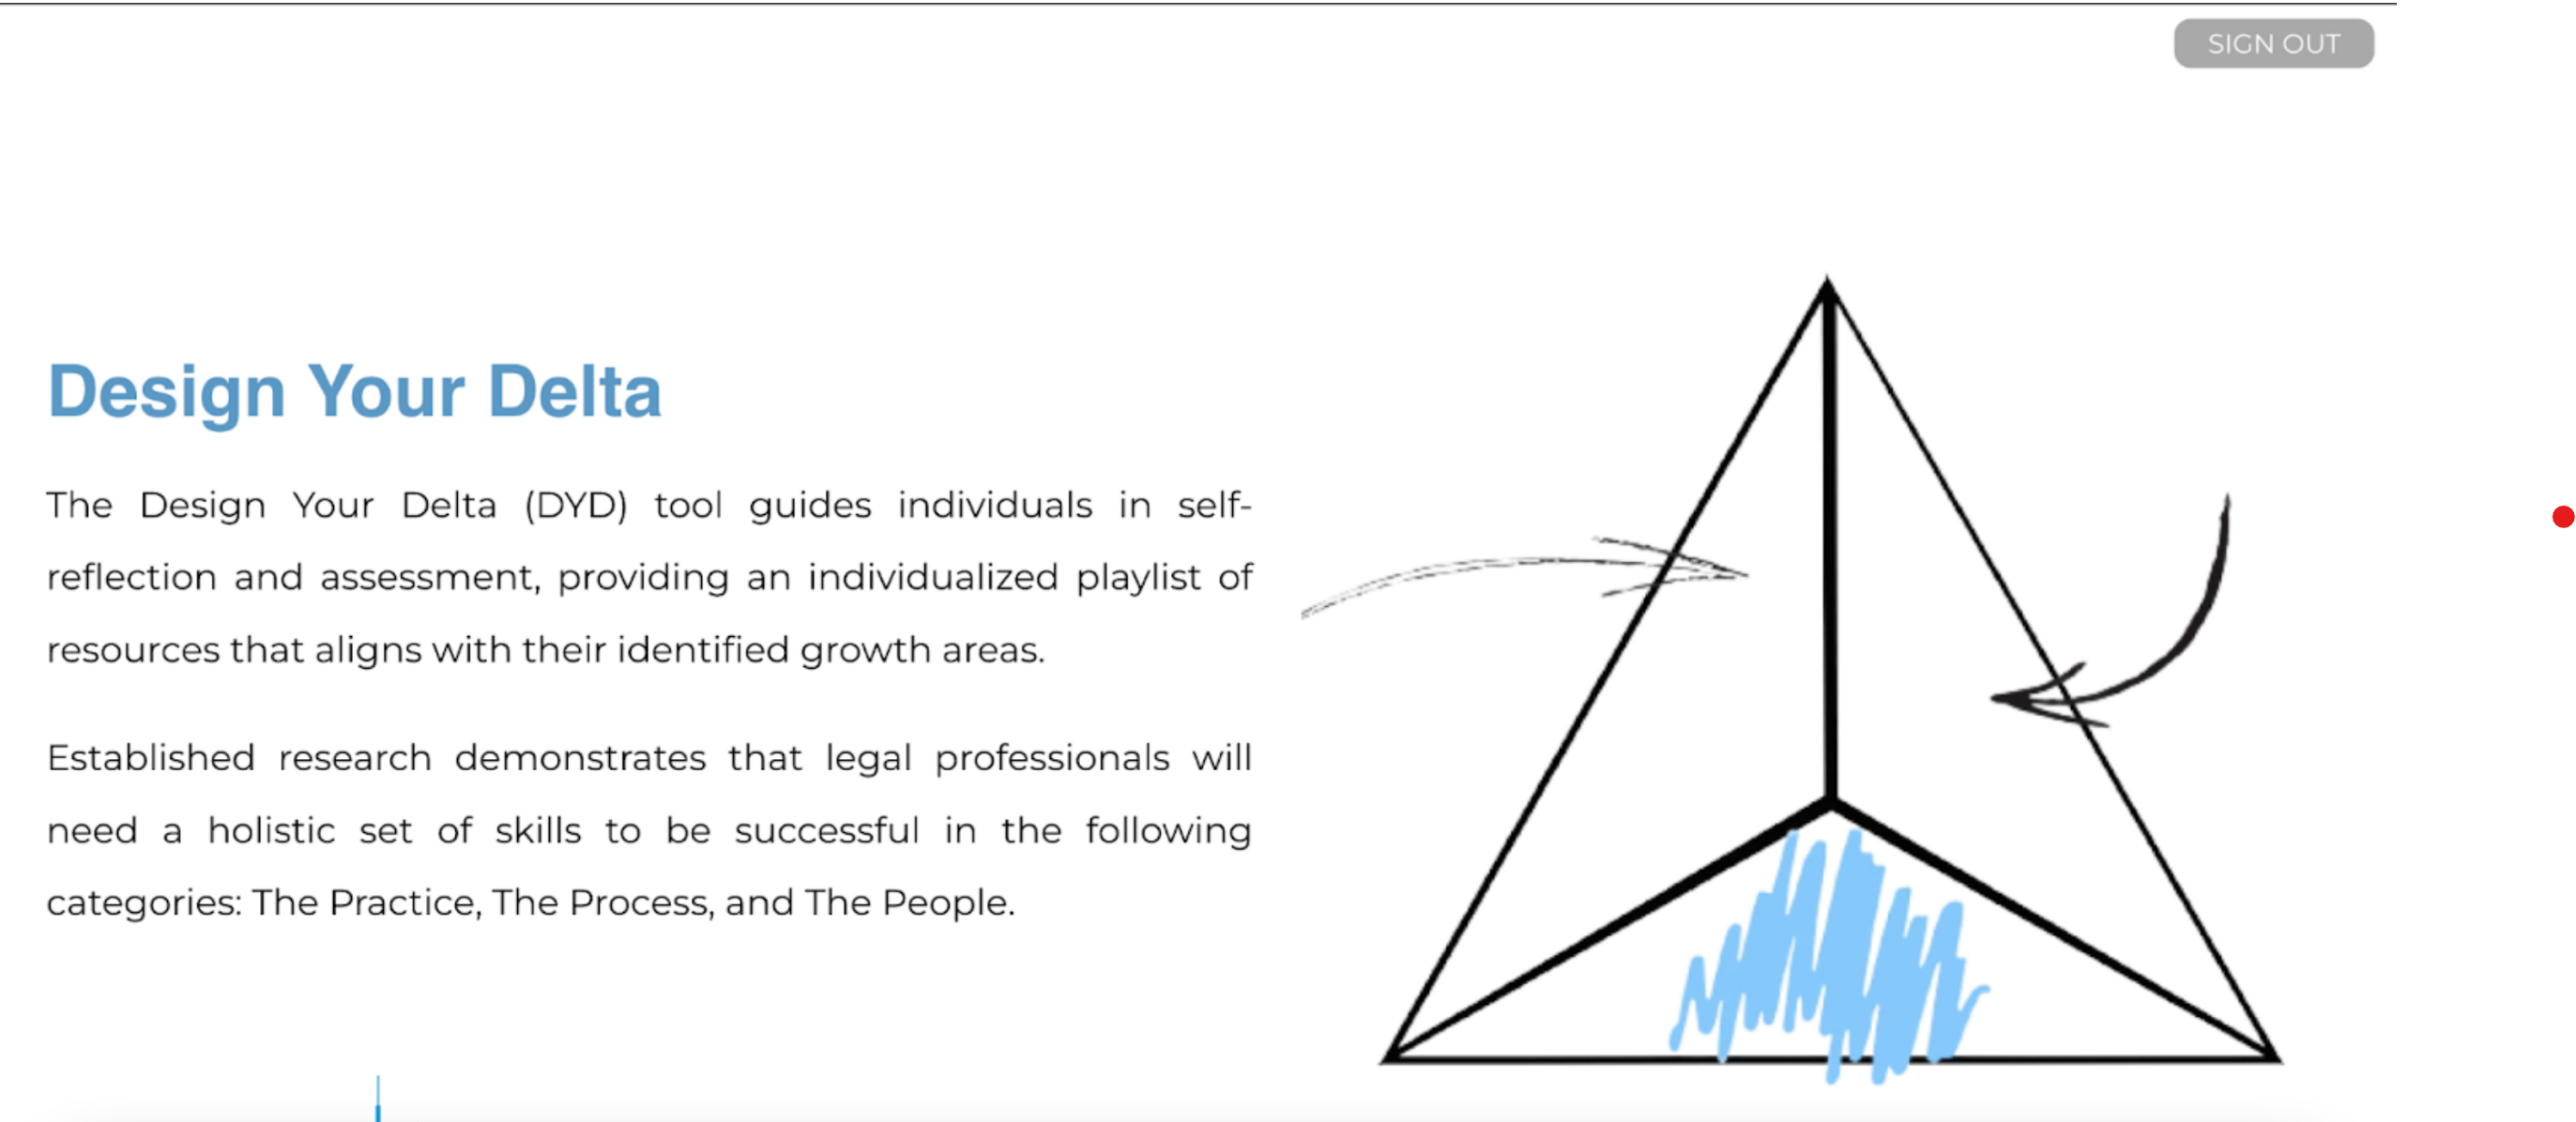 SIGN OUT
Design Your Delta
The Design Your Delta (DYD) tool guides individuals in self-
reflection and assessment, providing an individualized playlist of
resources that aligns with their identified growth areas.
Established research demonstrates that legal professionals will
need a holistic set of skills to be successful in the following
categories: The Practice, The Process, and The People.